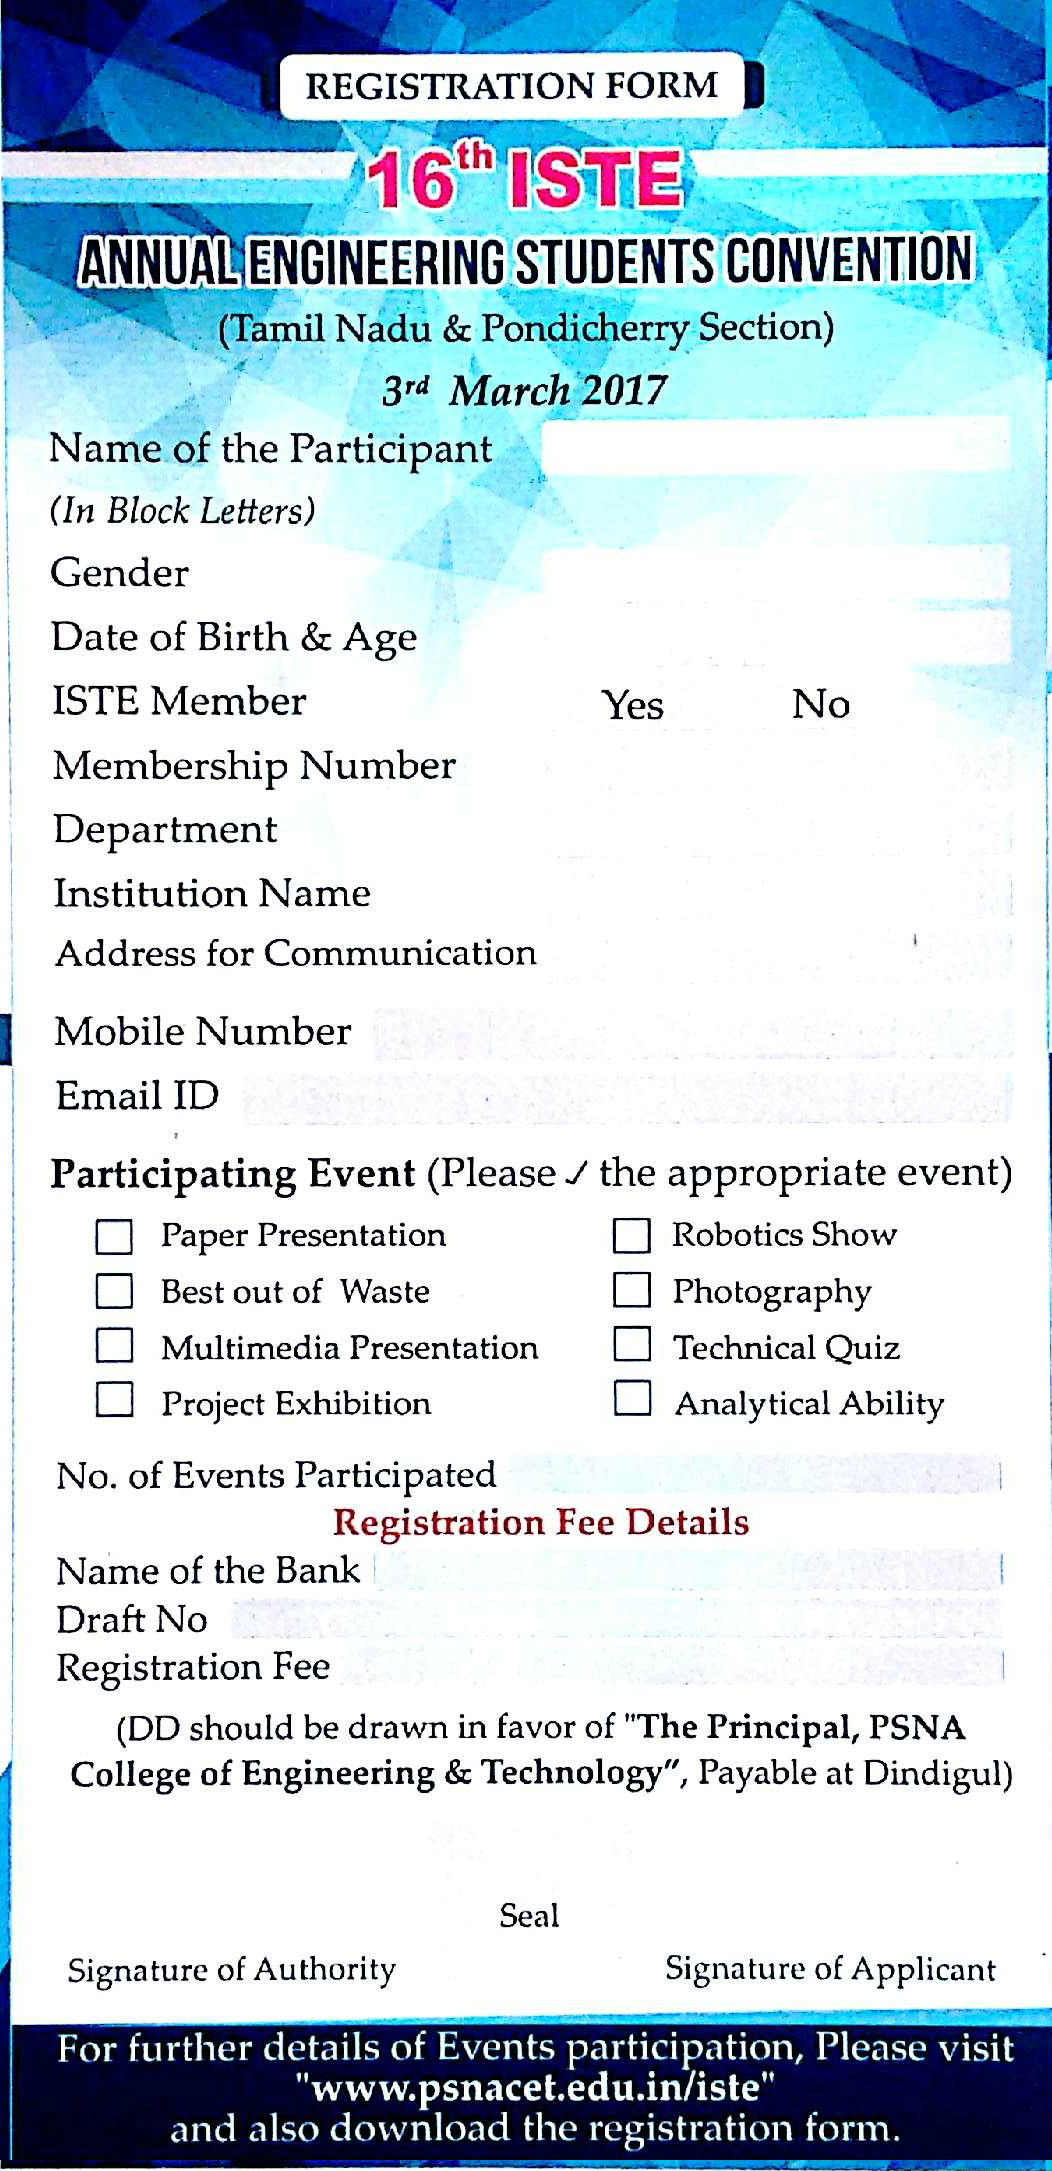 REGISTRATION FORM
16th ISTE
ANNUAL ENGINEERING STUDENTS CONVENTION
(Tamil Nadu & Pondicherry Section)
3rd March 2017
Name of the Participant
(In Block Letters)
Gender
Date of Birth & Age
ISTE Member Yes No
Membership Number
Department
Institution Name
Address for Communication
Mobile Number
Email ID
Participating Event (Please ✓ the appropriate event)
Paper Presentation Robotics Show
Best out of Waste Photography
Multimedia Presentation Technical Quiz
Project Exhibition Analytical Ability
No. of Events Participated
Registration Fee Details
Name of the Bank
Draft No
Registration Fee
(DD should be drawn in favor of "The Principal, PSNA
College of Engineering & Technology", Payable at Dindigul)
Seal
Signature of Authority Signature of Applicant
For further details of Events participation, Please visit
"www.psnacet.edu.in/iste"
and also download the registration form.